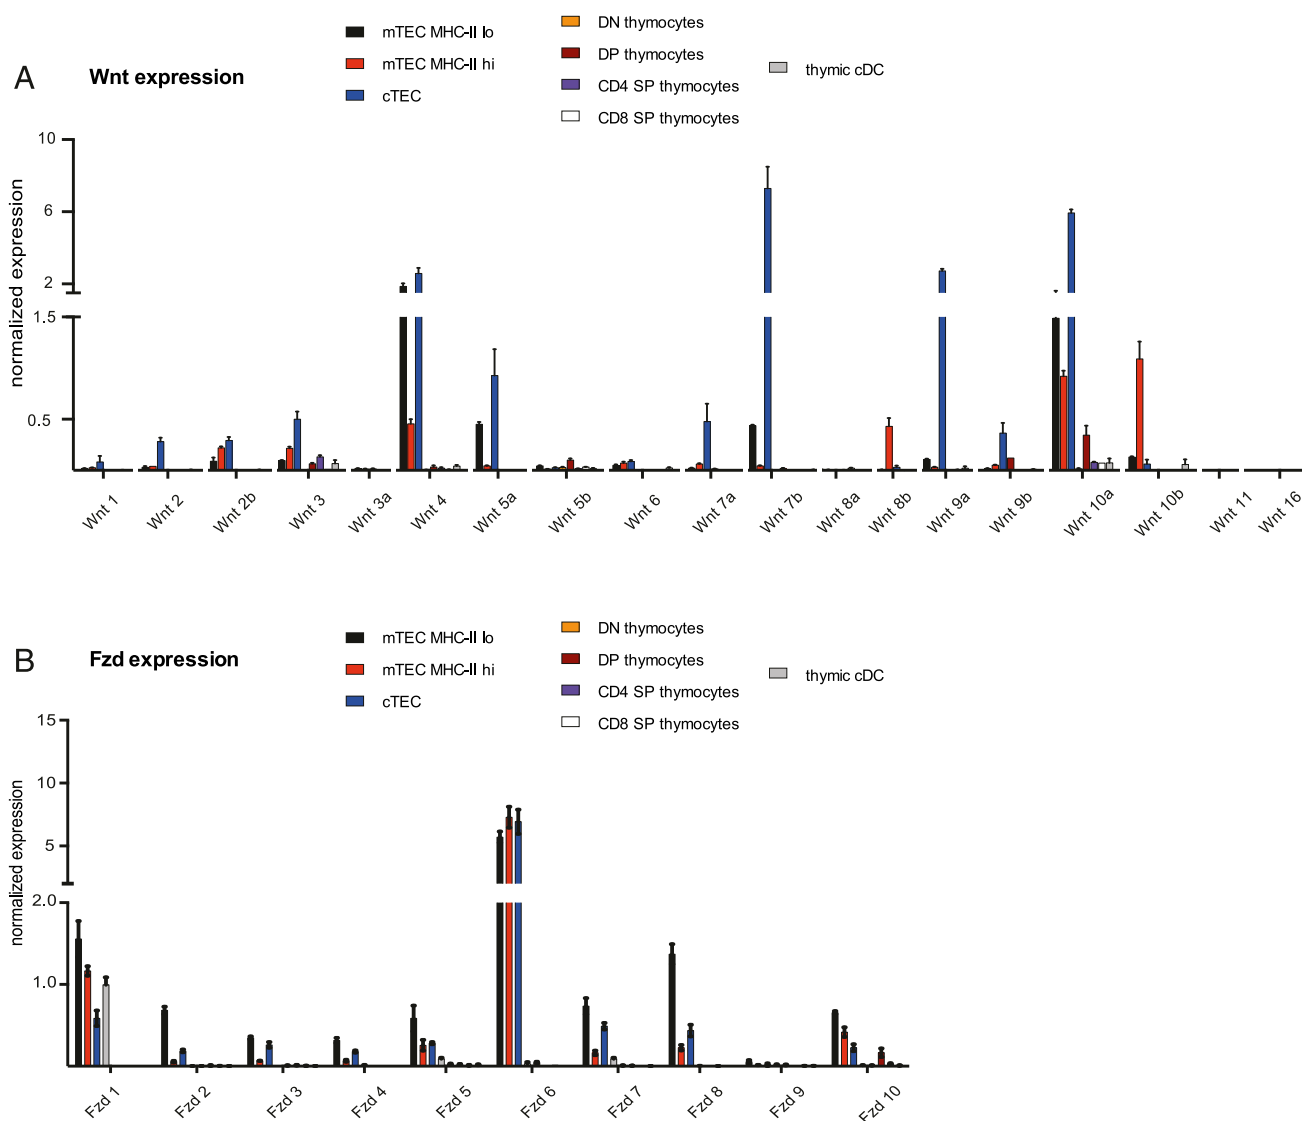 A
Wnt expression
mTEC MHC-II lo
mTEC MHC-II hi
cTEC
DN thymocytes
DP thymocytes
CD4 SP thymocytes
CD8 SP thymocytes
thymic cDC
normalized expression
10
6
2
1.5
0.5
Wnt 1
Wnt 2
Wnt 2b
Wnt 3
Wnt 3a
Wnt 4
Wnt 5a
Wnt 5b
Wnt 6
Wnt 7a
Wnt 7b
Wnt 8a
Wnt 8b
Wnt 9a
Wnt 9b
Wnt 10a
Wnt 10b
Wnt 11
Wnt 16
B
Fzd expression
mTEC MHC-II lo
mTEC MHC-II hi
cTEC
DN thymocytes
DP thymocytes
CD4 SP thymocytes
CD8 SP thymocytes
thymic cDC
normalized expression
15
10
5
2.0
1.0
Fzd 1
Fzd 2
Fzd 3
Fzd 4
Fzd 5
Fzd 6
Fzd 7
Fzd 8
Fzd 9
Fzd 10